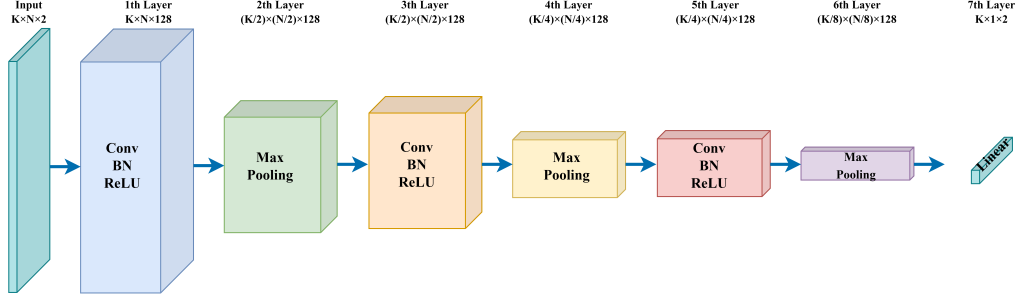 Input
K×N×2
1th Layer
K×N×128
2th Layer
(K/2)×(N/2)×128
3th Layer
(K/2)×(N/2)×128
4th Layer
(K/4)×(N/4)×128
5th Layer
(K/4)×(N/4)×128
6th Layer
(K/8)×(N/8)×128
7th Layer
K×1×2
Conv
BN
ReLU
Max
Pooling
Conv
BN
ReLU
Max
Pooling
Conv
BN
ReLU
Max
Pooling
Linear